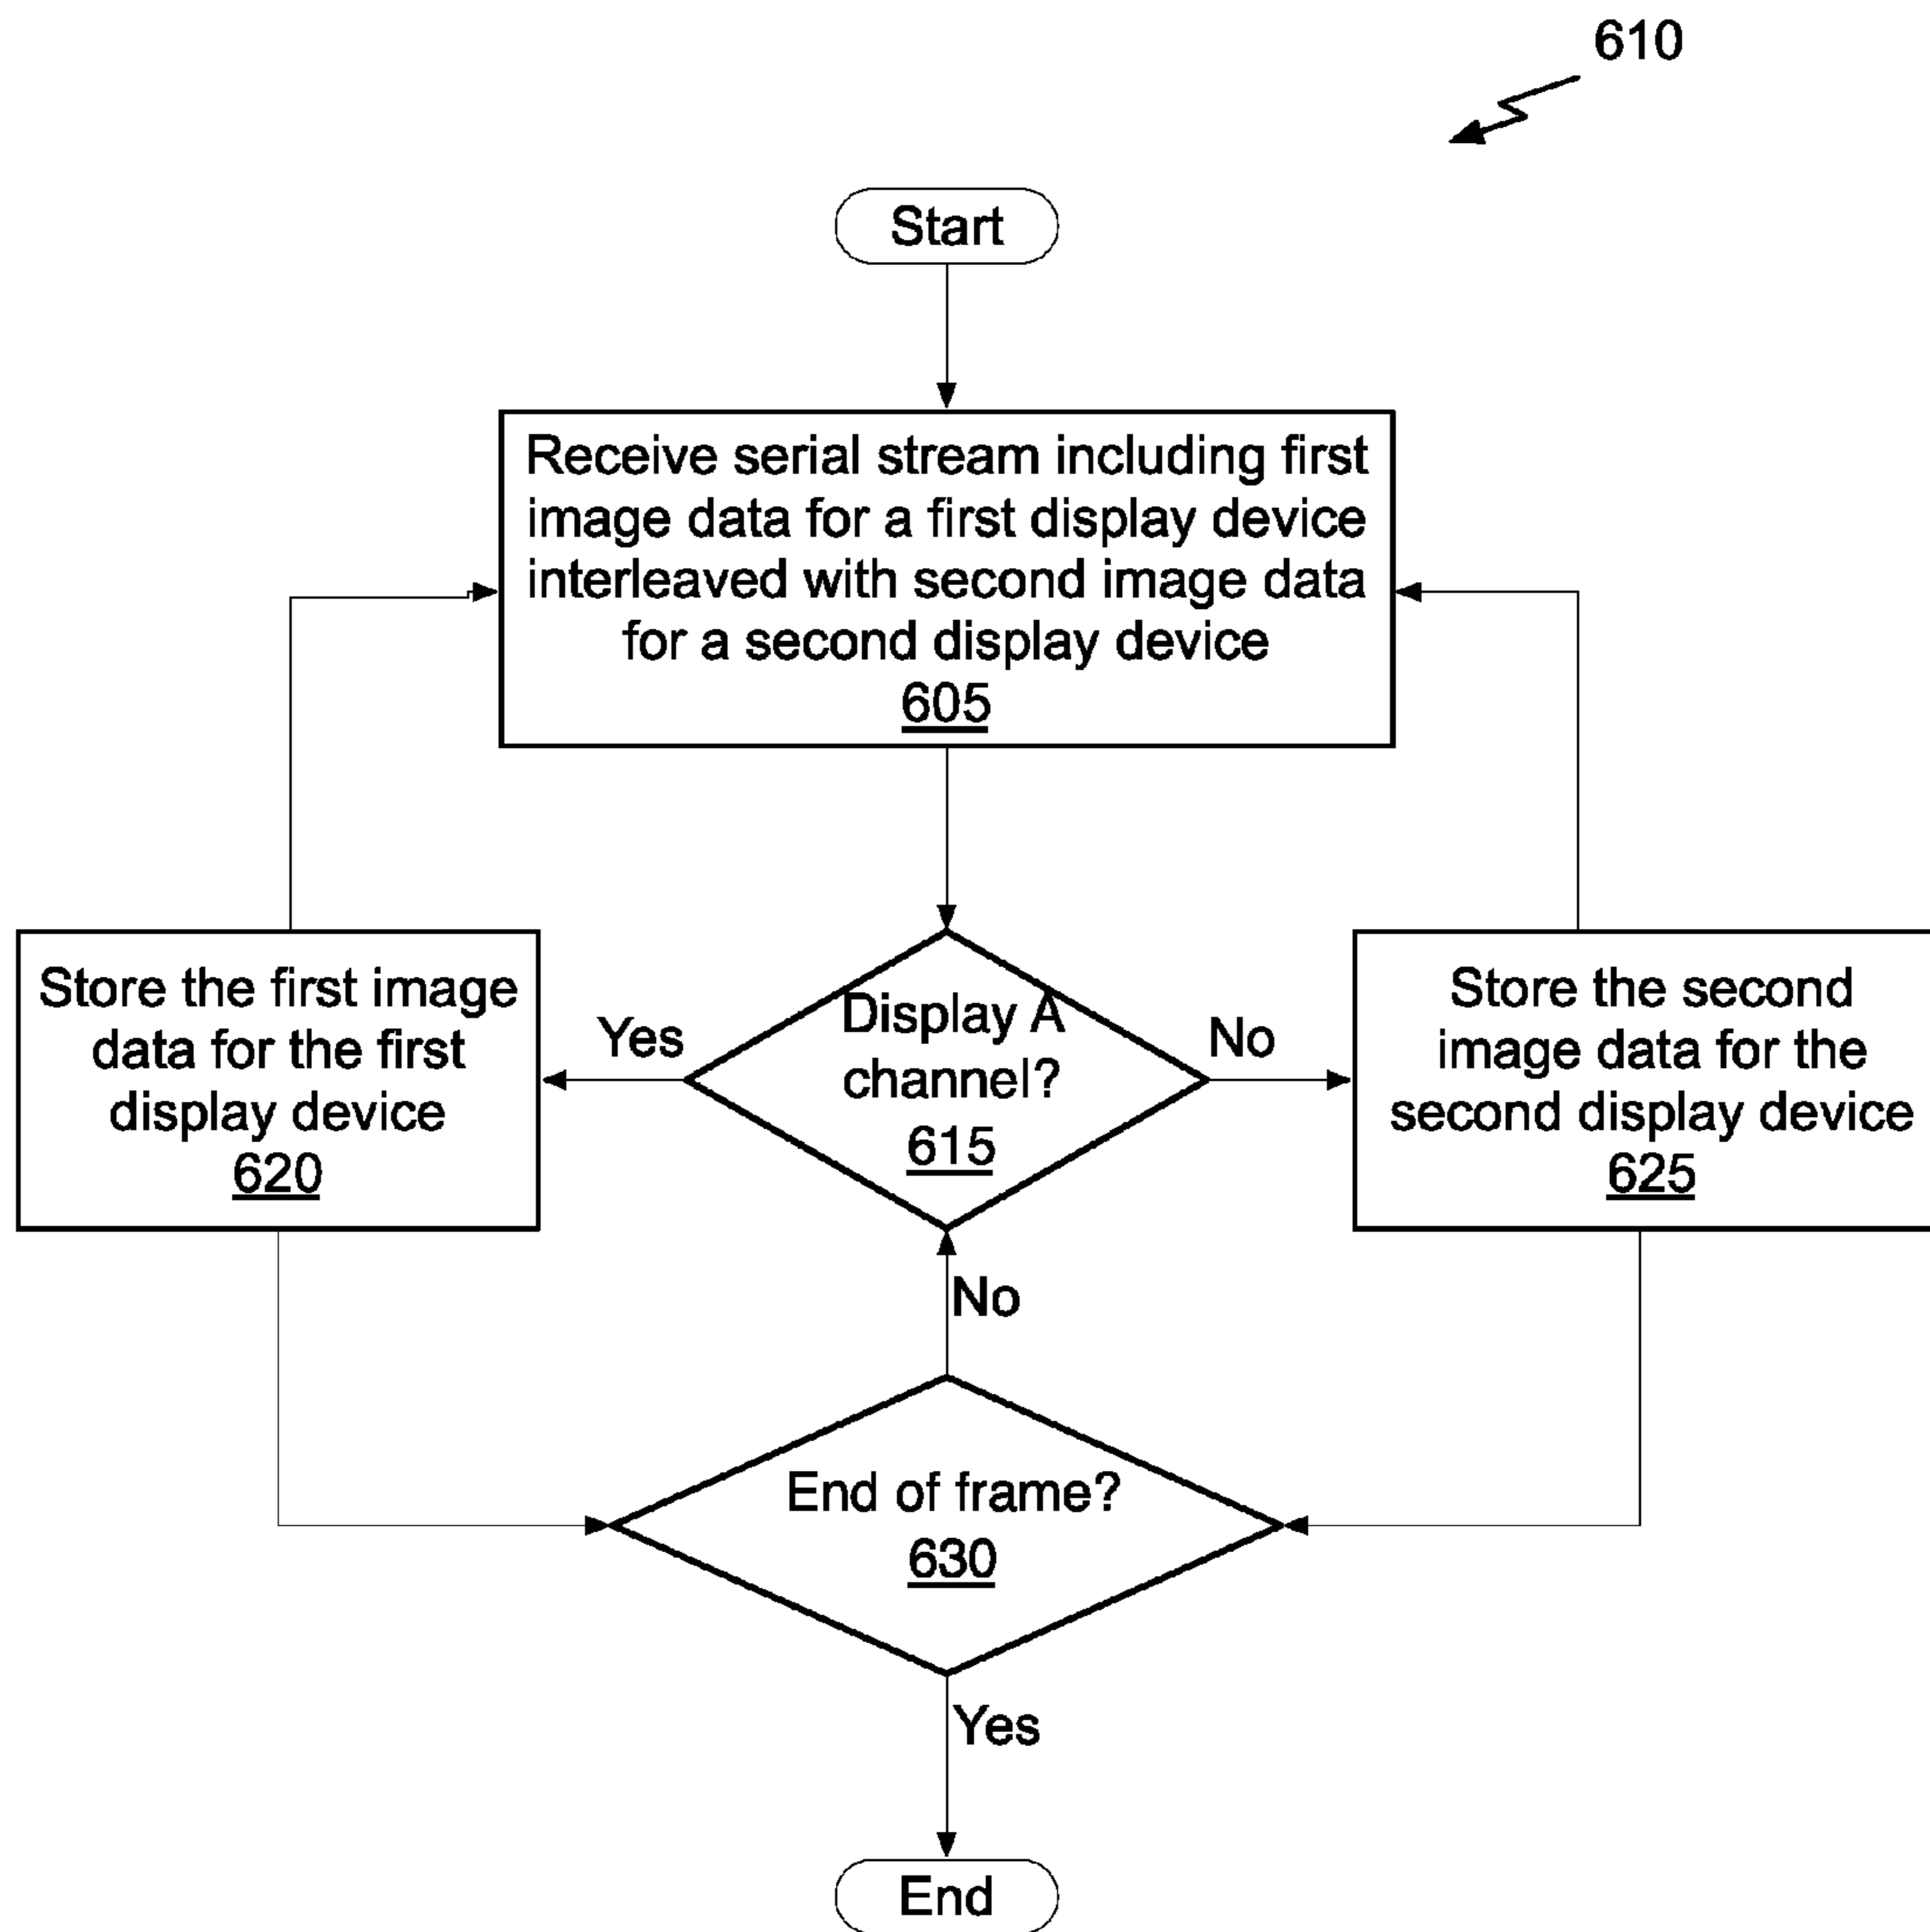 610
Start
Receive serial stream including first
image data for a first display device
interleaved with second image data
for a second display device
605
Store the first image
data for the first
display device
620
Yes
Display A
channel?
615
No
Store the second
image data for the
second display device
625
No
End of frame?
630
Yes
End